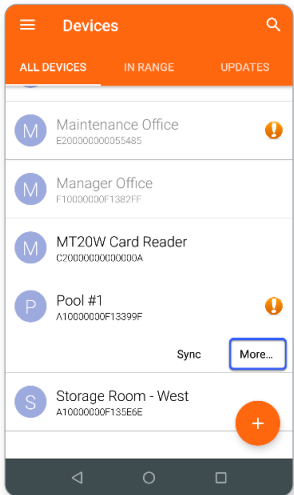 Devices
ALL DEVICES IN RANGE UPDATES
M Maintenance Office
E200000000055485
M Manager Office
F10000000F1382FF
M MT20W Card Reader
C20000000000000A
P Pool #1
A10000000F13399F
Sync More...
S Storage Room - West
A10000000F135E6E